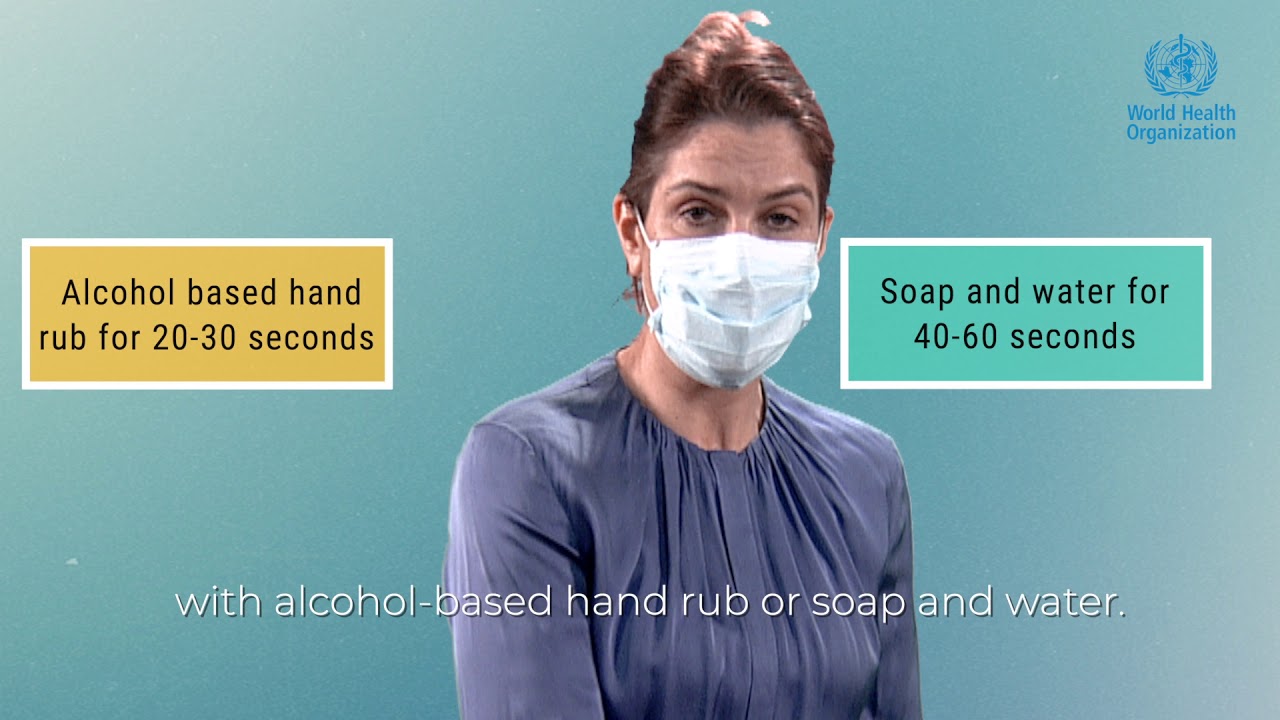 World Health
Organization
Alcohol based hand
rub for 20-30 seconds
Soap and water for
40-60 seconds
with alcohol-based hand rub or soap and water.